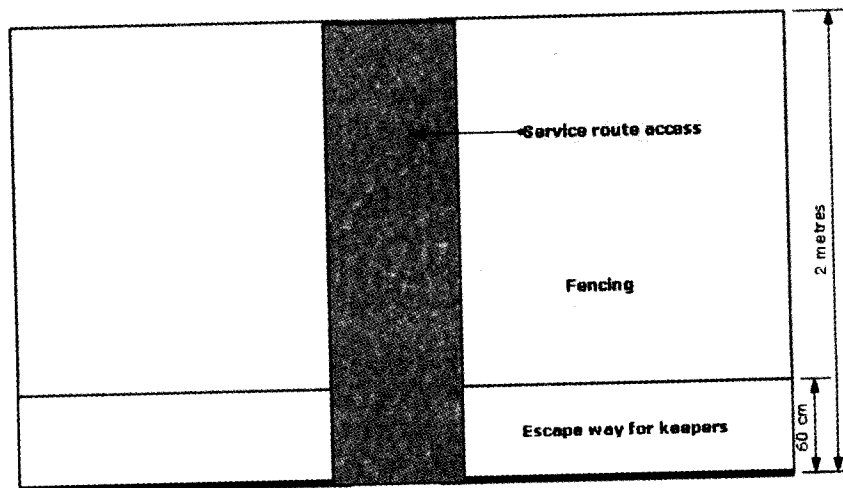 Service route access
Fencing
2 metres
60 cm
Escape way for keepers